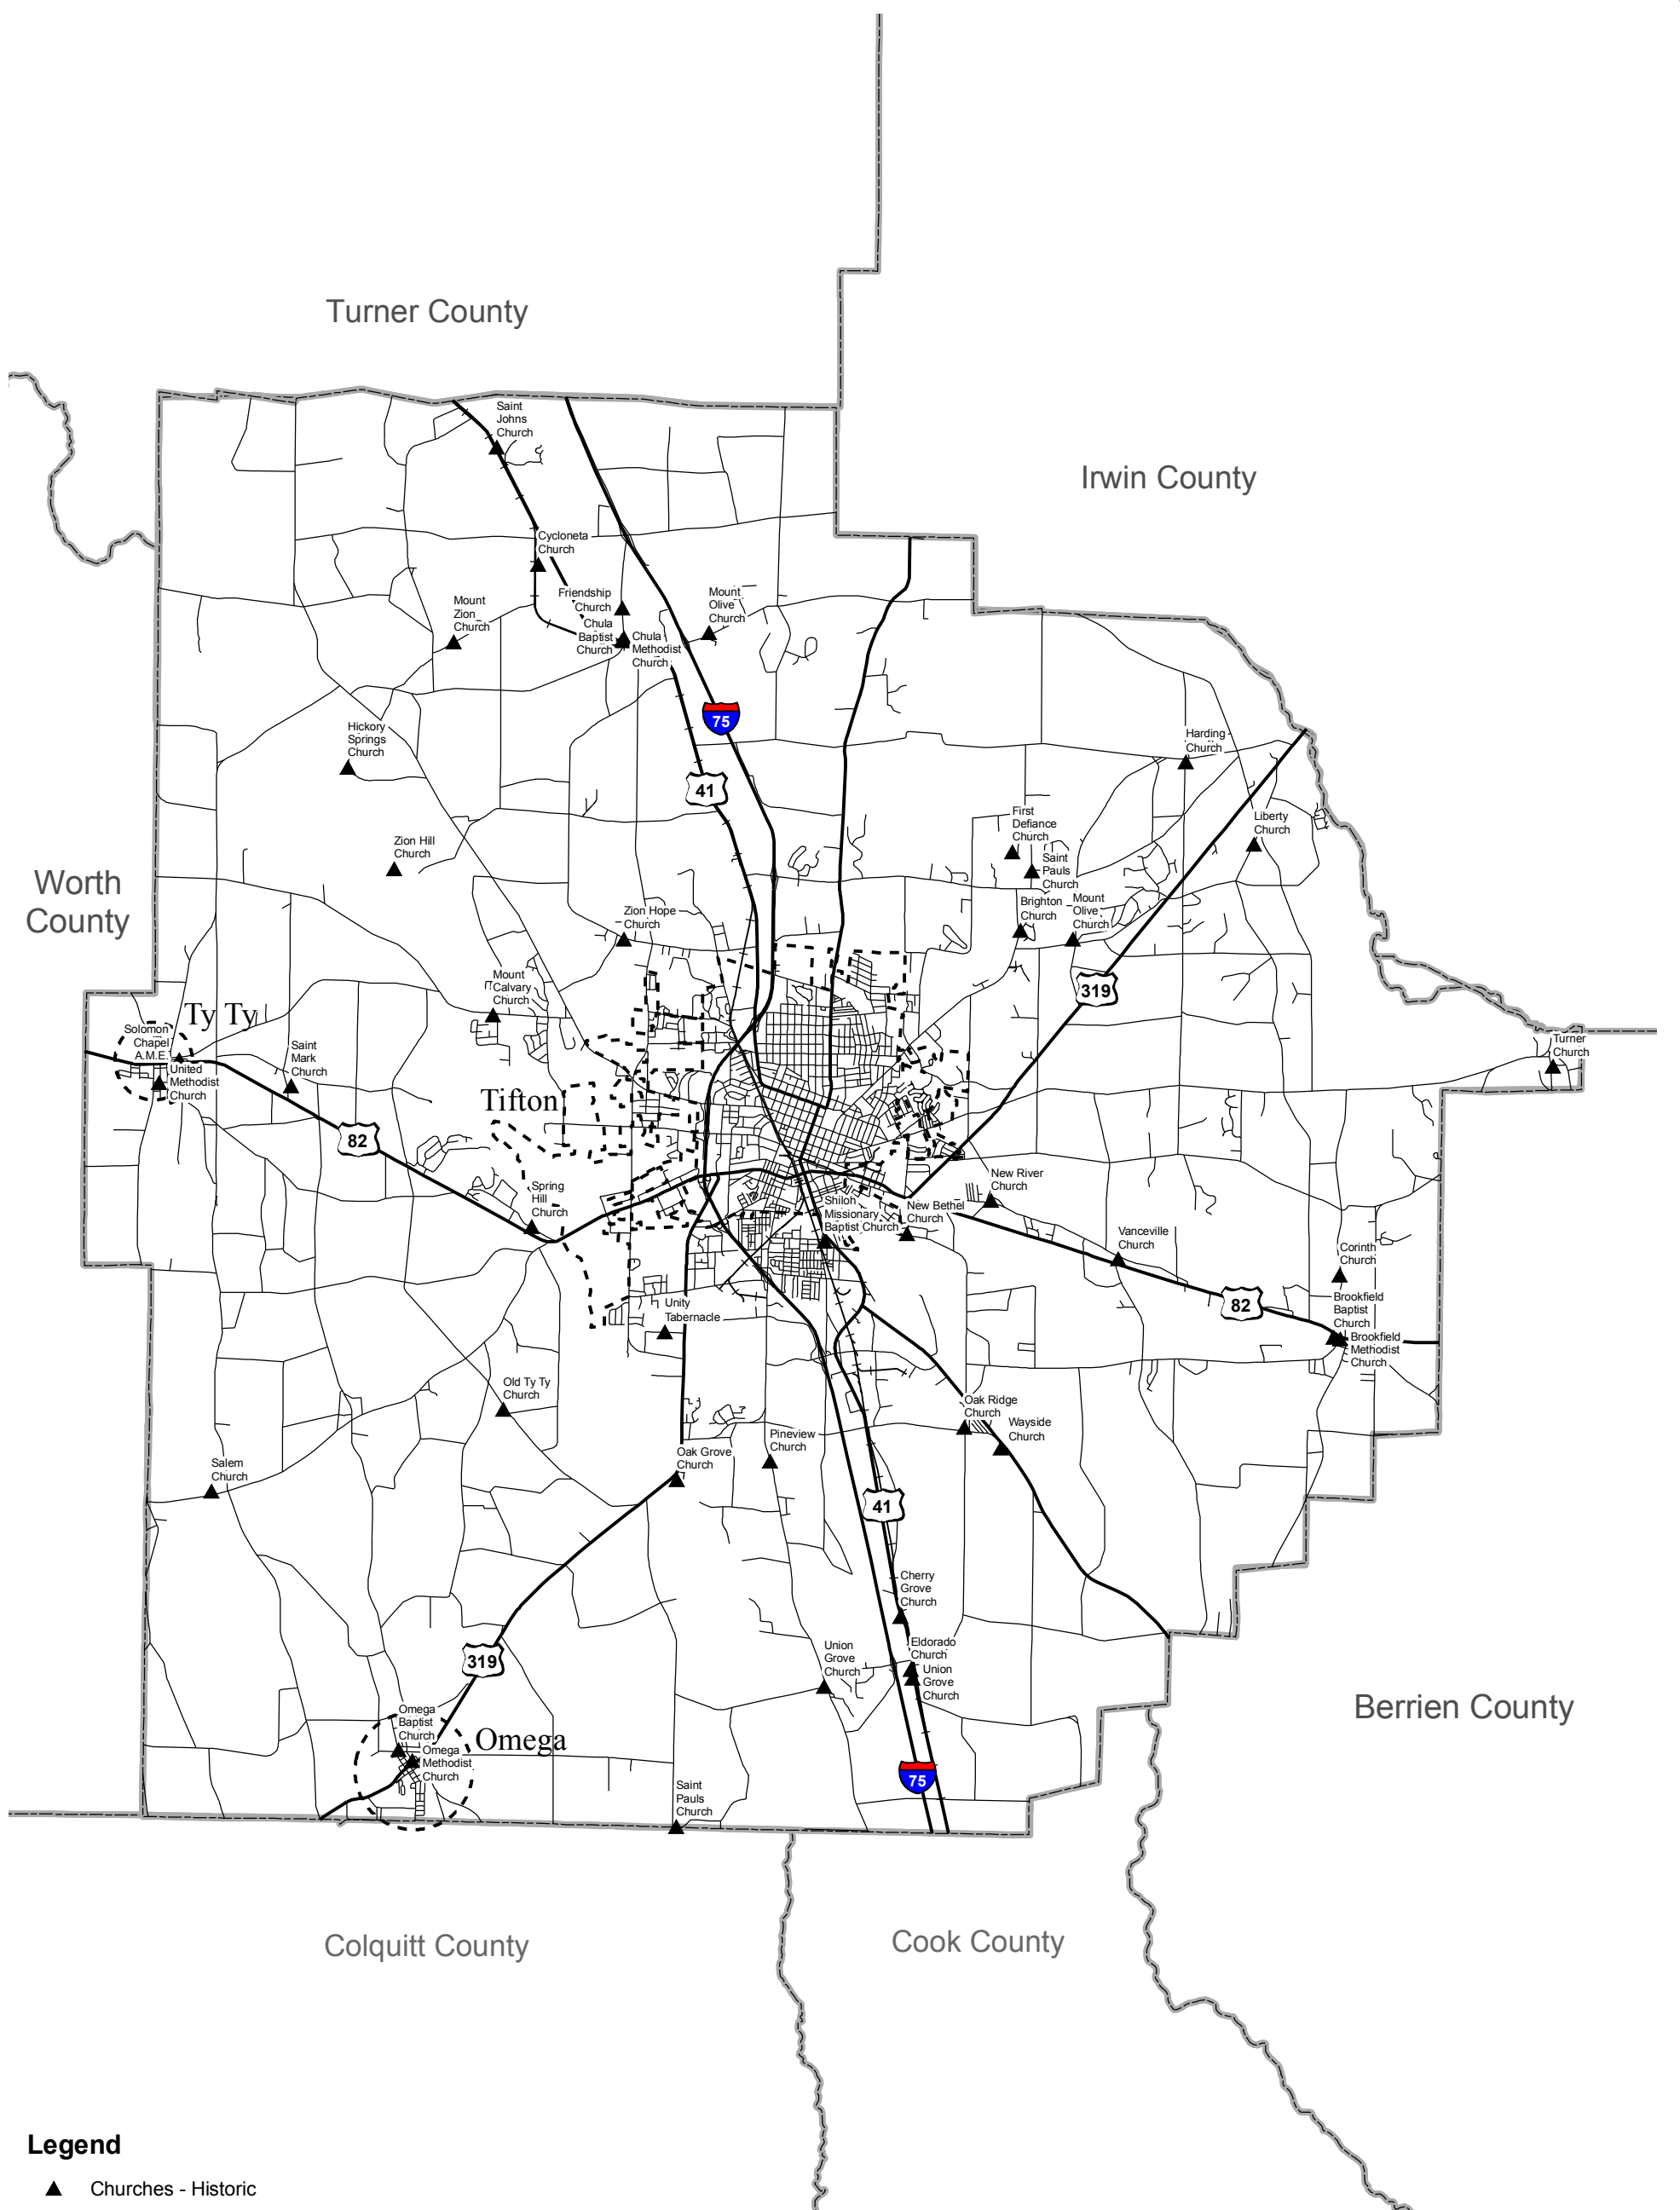 Turner County
Irwin County
Saint
Johns
Church
Cycloneta
Church
Friendship
Church
Mount
Olive
Church
Mount
Zion
Church
Chula
Baptist
Church
Chula
Methodist
Church
75
Hickory
Springs
Church
Harding
Church
41
First
Defiance
Church
Liberty
Church
Zion Hill
Church
Saint
Pauls
Church
Worth
County
Brighton
Church
Mount
Olive
Church
Zion Hope
Church
Mount
Calvary
Church
319
Ty Ty
Solomon
Chapel
A.M.E.
United
Methodist
Church
Saint
Mark
Church
Turner
Church
Tifton
82
New River
Church
Spring
Hill
Church
Shiloh
Missionary
Baptist Church
New Bethel
Church
Vanceville
Church
Corinth
Church
Brookfield
Baptist
Church
82
Unity
Tabernacle
Brookfield
Methodist
Church
Old Ty Ty
Church
Oak Ridge
Church
Wayside
Church
Pineview
Church
Oak Grove
Church
Salem
Church
41
Cherry
Grove
Church
Union
Grove
Church
Eldorado
Church
Union
Grove
Church
319
Berrien County
Omega
Baptist
Church
Omega
Omega
Methodist
Church
75
Saint
Pauls
Church
Colquitt County
Cook County
Legend
Churches - Historic